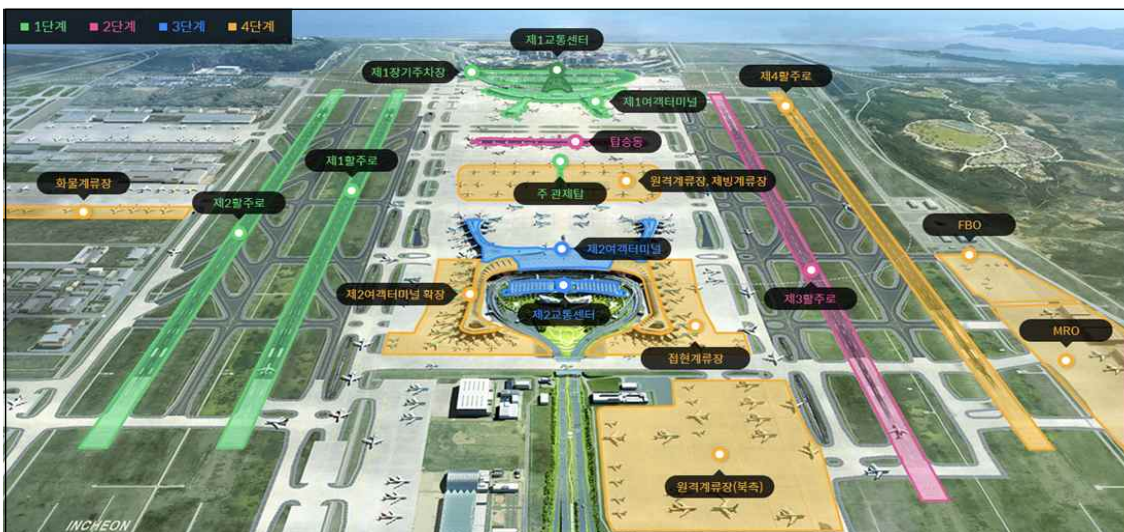 1단계 2단계 3단계 4단계
제1교통센터
제1장기주차장
제4활주로
제1여객터미널
탑승동
제1활주로
원격계류장, 제빙계류장
화물계류장
주 관제탑
제2활주로
FBO
제2여객터미널
제2여객터미널 확장
제3활주로
제2교통센터
MRO
접현계류장
원격계류장(북측)
INCHEON